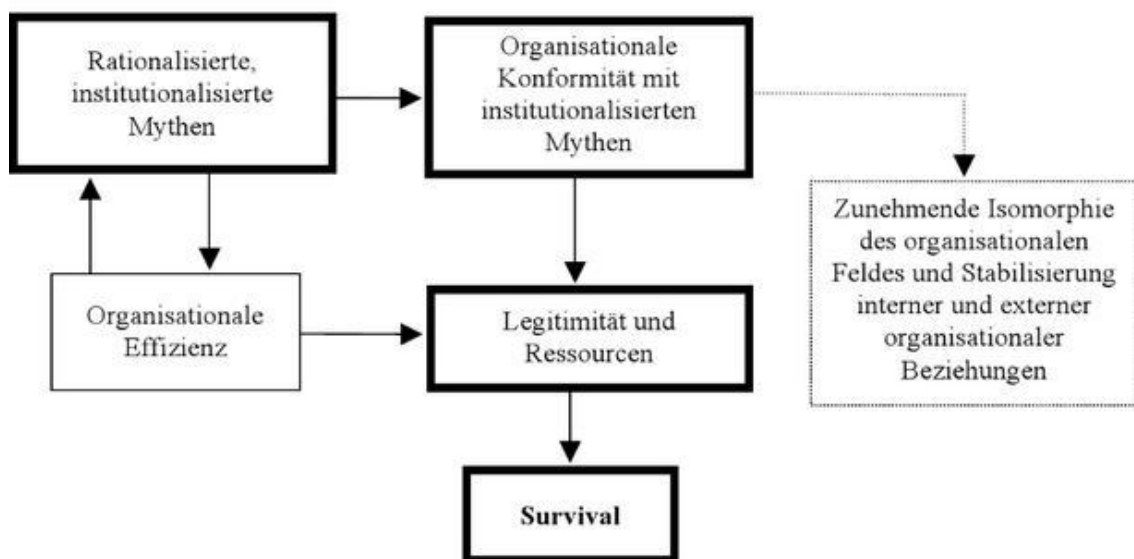 Rationalisierte,
institutionalisierte
Mythen
Organisationale
Konformität mit
institutionalisierten
Mythen
Zunehmende Isomorphie
des organisationalen
Feldes und Stabilisierung
interner und externer
organisationaler
Beziehungen
Organisationale
Effizienz
Legitimität und
Ressourcen
Survival